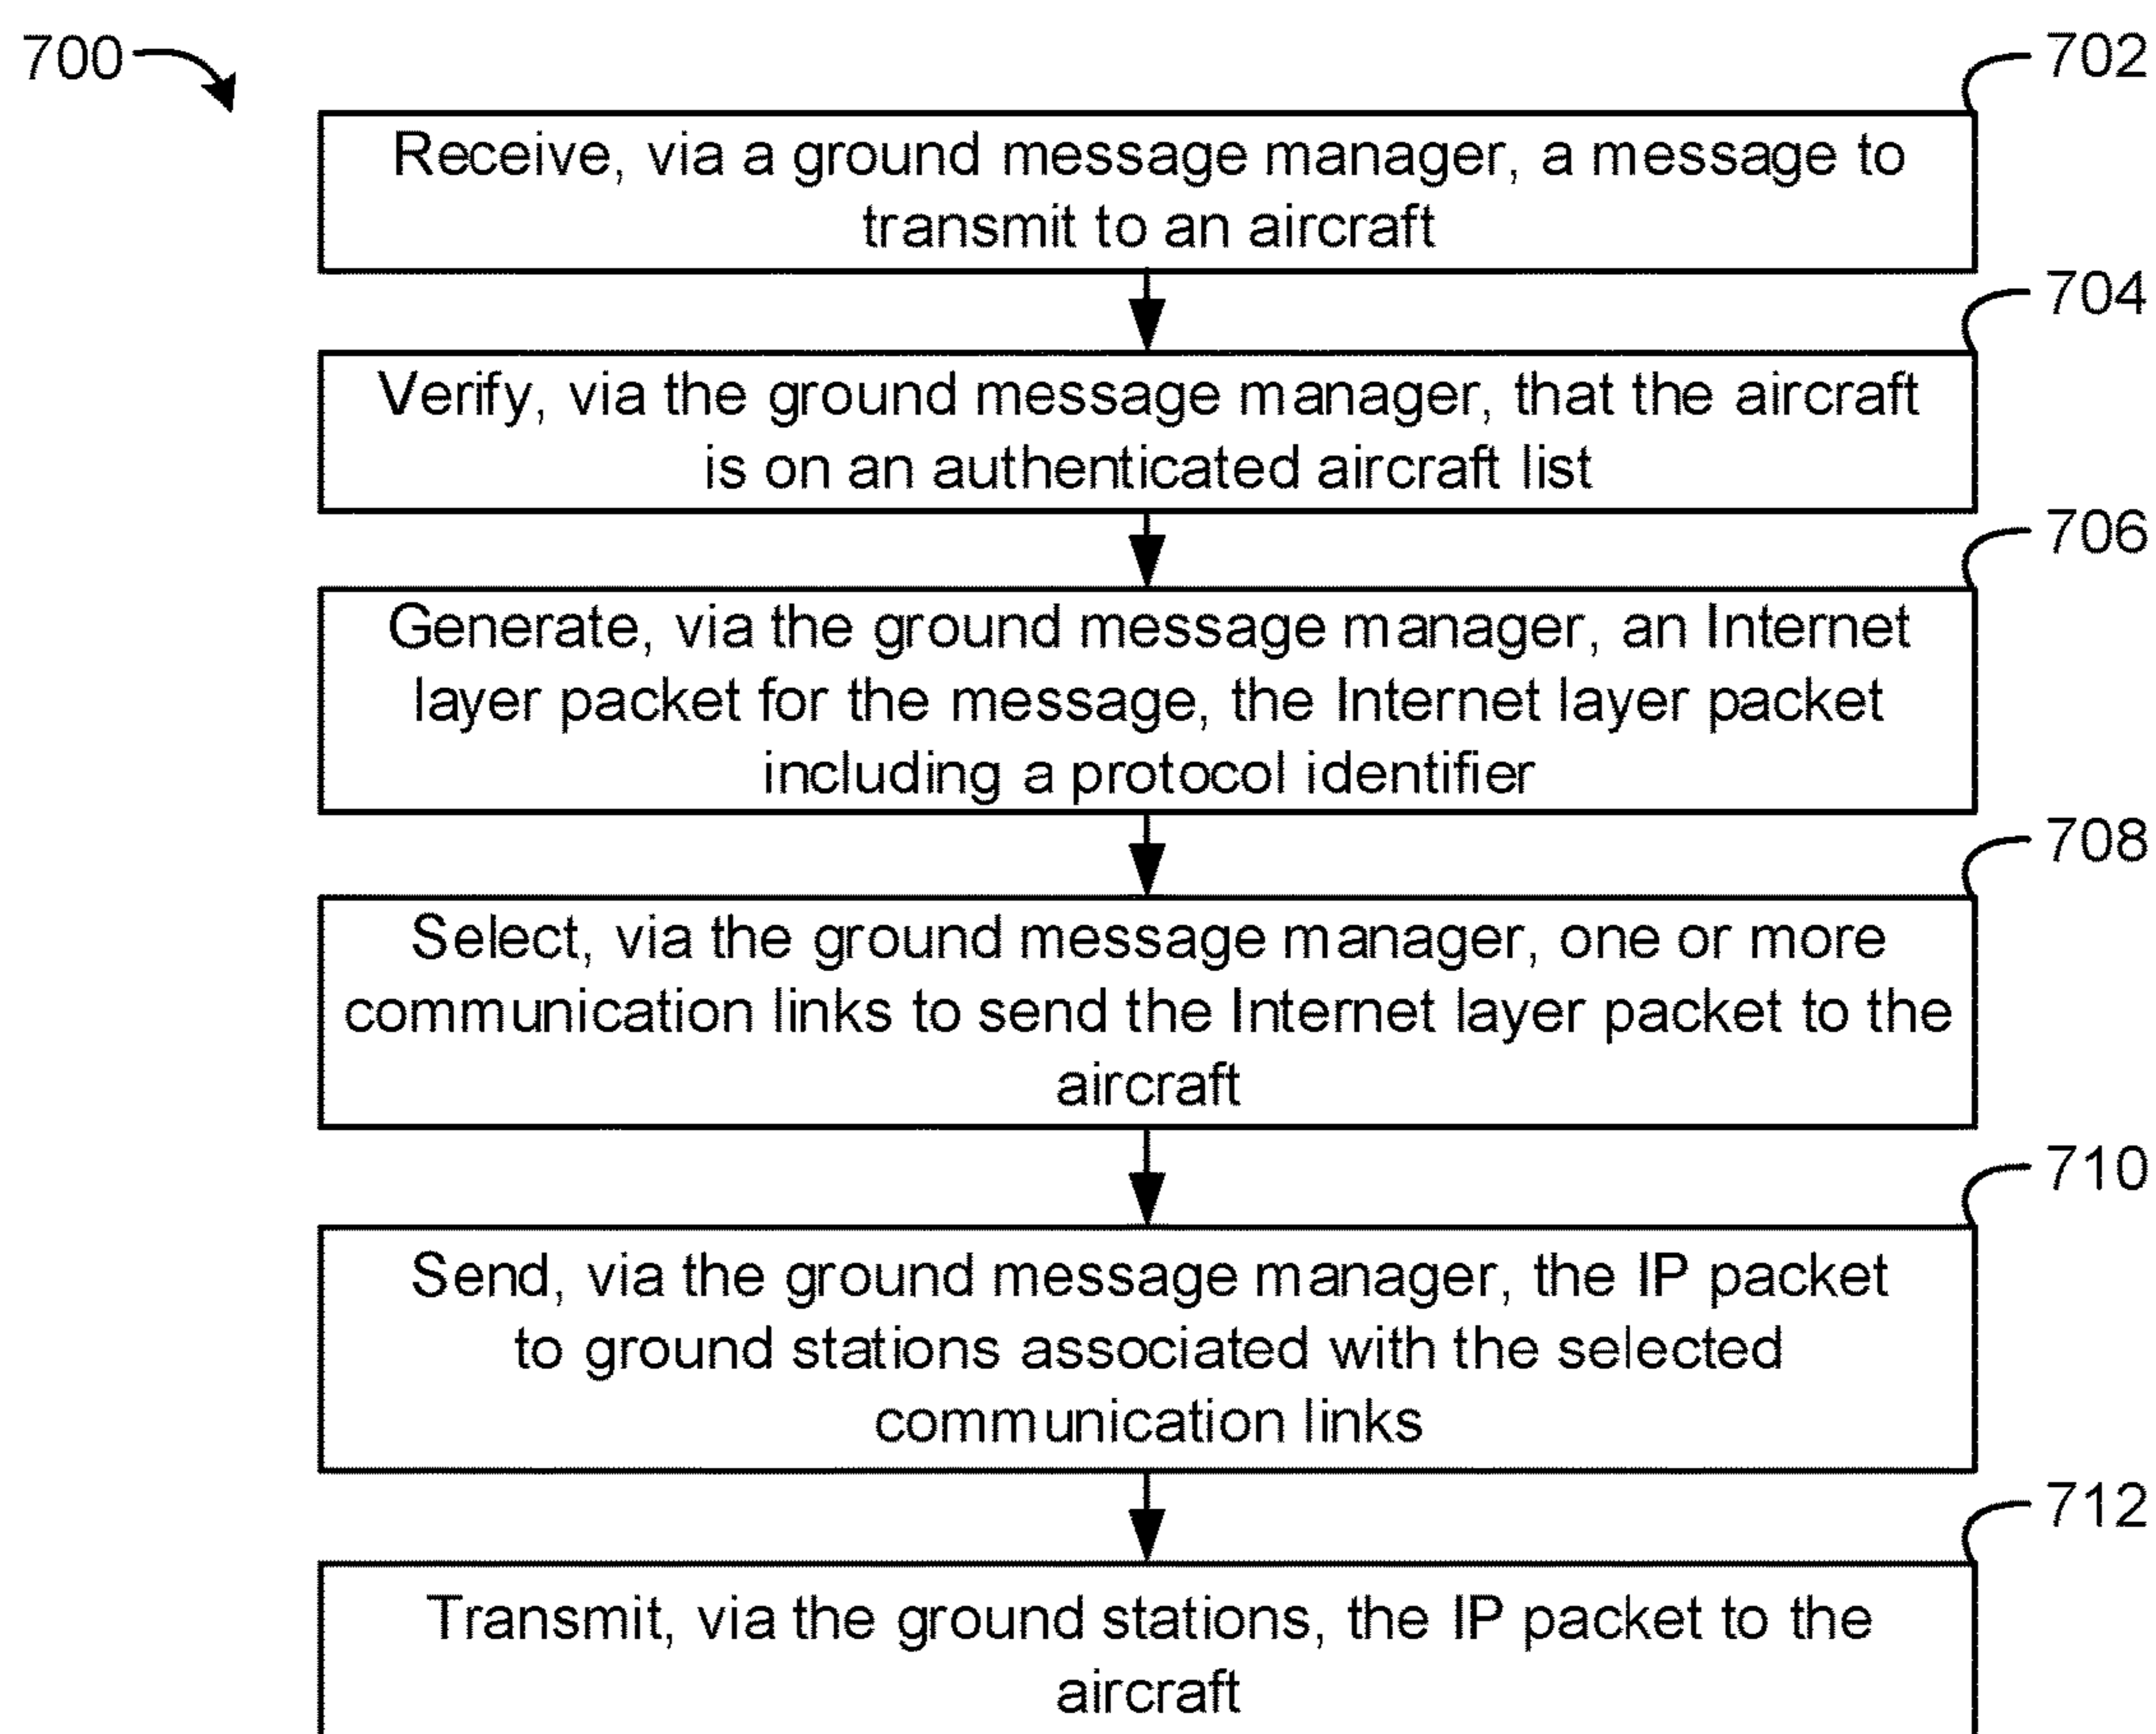 700
702
Receive, via a ground message manager, a message to
transmit to an aircraft
704
Verify, via the ground message manager, that the aircraft
is on an authenticated aircraft list
706
Generate, via the ground message manager, an Internet
layer packet for the message, the Internet layer packet
including a protocol identifier
708
Select, via the ground message manager, one or more
communication links to send the Internet layer packet to the
aircraft
710
Send, via the ground message manager, the IP packet
to ground stations associated with the selected
communication links
712
Transmit, via the ground stations, the IP packet to the
aircraft